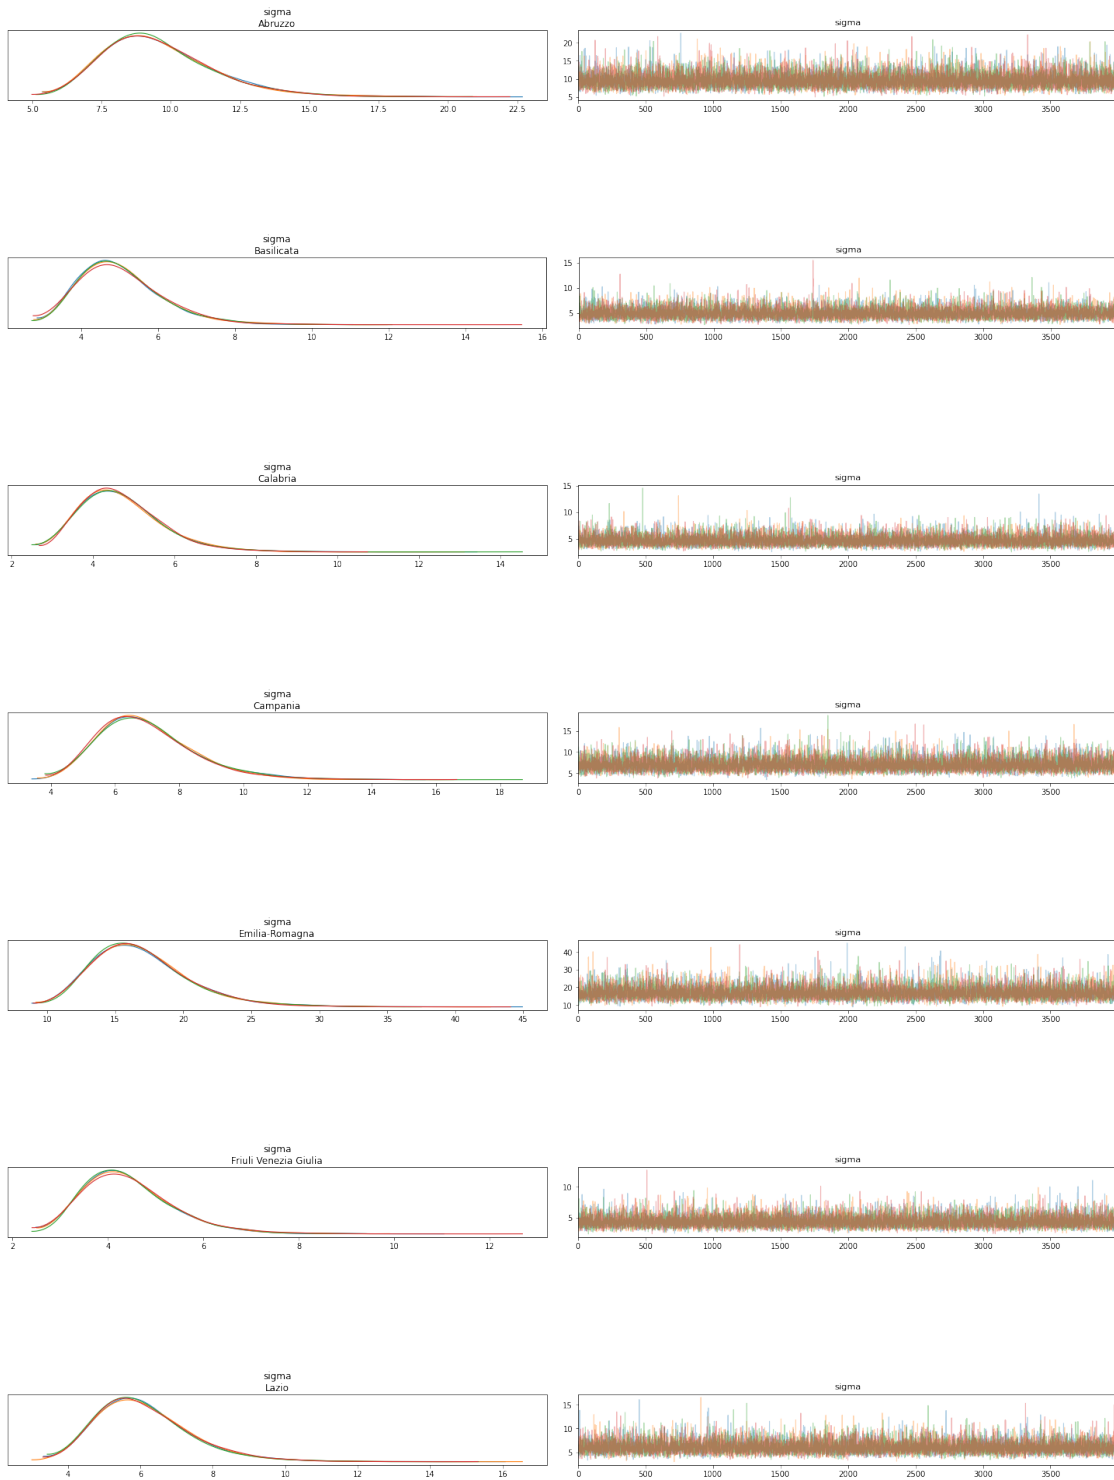 sigma
Abruzzo
5.0 7.5 10.0 12.5 15.0 17.5 20.0 22.5
sigma
20
15
10
5
0 500 1000 1500 2000 2500 3000 3500
sigma
Basilicata
4 6 8 10 12 14 16
sigma
15
10
5
0 500 1000 1500 2000 2500 3000 3500
sigma
Calabria
2 4 6 8 10 12 14
sigma
15
10
5
0 500 1000 1500 2000 2500 3000 3500
sigma
Campania
4 6 8 10 12 14 16 18
sigma
15
10
5
0 500 1000 1500 2000 2500 3000 3500
sigma
Emilia-Romagna
10 15 20 25 30 35 40 45
sigma
40
30
20
10
0 500 1000 1500 2000 2500 3000 3500
sigma
Friuli Venezia Giulia
2 4 6 8 10 12
sigma
10
5
0 500 1000 1500 2000 2500 3000 3500
sigma
Lazio
4 6 8 10 12 14 16
sigma
15
10
5
0 500 1000 1500 2000 2500 3000 3500